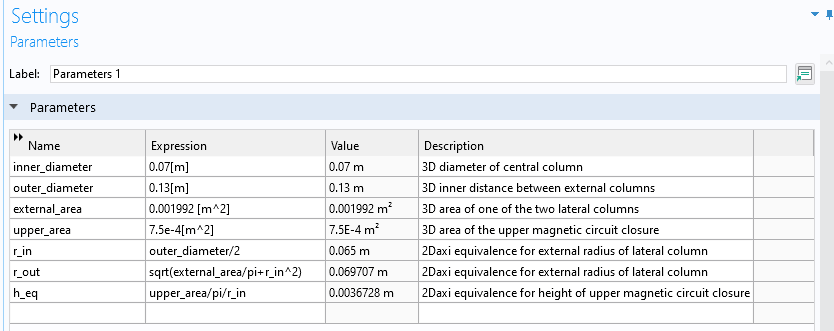 Settings
Parameters
Label: Parameters 1
Parameters
Name Expression Value Description
inner_diameter 0.07[m] 0.07 m 3D diameter of central column
outer_diameter 0.13[m] 0.13 m 3D inner distance between external columns
external_area 0.001992 [m^2] 0.001992 m² 3D area of one of the two lateral columns
upper_area 7.5e-4[m^2] 7.5E-4 m² 3D area of the upper magnetic circuit closure
r_in outer_diameter/2 0.065 m 2Daxi equivalence for external radius of lateral column
r_out sqrt(external_area/pi+r_in^2) 0.069707 m 2Daxi equivalence for external radius of lateral column
h_eq upper_area/pi/r_in 0.0036728 m 2Daxi equivalence for height of upper magnetic circuit closure